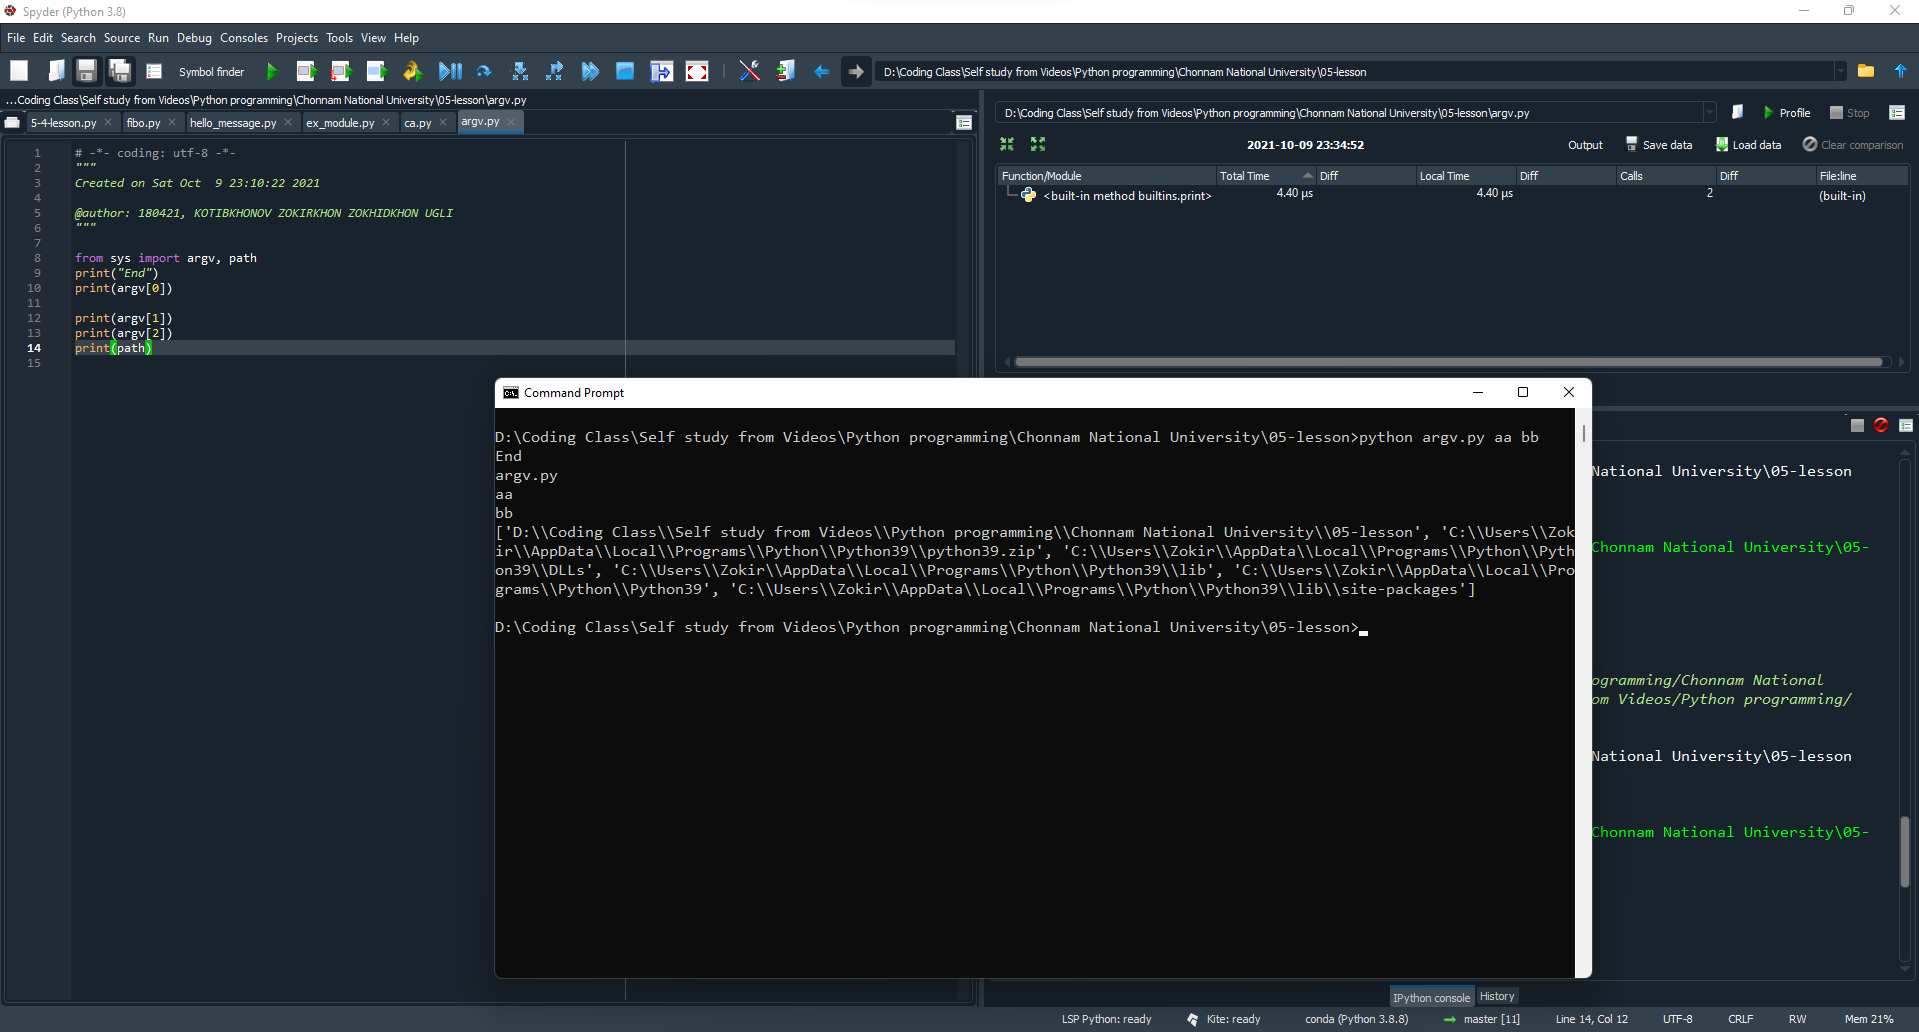 Spyder (Python 3.8)
File Edit Search Source Run Debug Consoles Projects Tools View Help
Symbol finder
D:\Coding Class\Self study from Videos\Python programming\Chonnam National University\05-lesson
...Coding Class\Self study from Videos\Python programming\Chonnam National University\05-lesson\argv.py
5-4-lesson.py fibo.py hello_message.py ex_module.py ca.py argv.py
1 # -*- coding: utf-8 -*-
2 """
3 Created on Sat Oct  9 23:10:22 2021
4
5 @author: 180421, KOTIBKHONOV ZOKIRKHON ZOKHIDKHON UGLI
6 """
7
8 from sys import argv, path
9 print("End")
10 print(argv[0])
11
12 print(argv[1])
13 print(argv[2])
14 print(path)
15
D:\Coding Class\Self study from Videos\Python programming\Chonnam National University\05-lesson\argv.py
Profile Stop
2021-10-09 23:34:52
Output Save data Load data Clear comparison
Function/Module Total Time Diff Local Time Diff Calls Diff File:line
<built-in method builtins.print> 4.40 µs 4.40 µs 2 (built-in)
Command Prompt
D:\Coding Class\Self study from Videos\Python programming\Chonnam National University\05-lesson>python argv.py aa bb
End
argv.py
aa
bb
['D:\\Coding Class\\Self study from Videos\\Python programming\\Chonnam National University\\05-lesson', 'C:\\Users\\Zok
ir\\AppData\\Local\\Programs\\Python\\Python39\\python39.zip', 'C:\\Users\\Zokir\\AppData\\Local\\Programs\\Python\\Pyth
on39\\DLLs', 'C:\\Users\\Zokir\\AppData\\Local\\Programs\\Python\\Python39\\lib', 'C:\\Users\\Zokir\\AppData\\Local\\Pro
grams\\Python\\Python39', 'C:\\Users\\Zokir\\AppData\\Local\\Programs\\Python\\Python39\\lib\\site-packages']
D:\Coding Class\Self study from Videos\Python programming\Chonnam National University\05-lesson>
National University\05-lesson
Chonnam National University\05-
ogramming/Chonnam National
om Videos/Python programming/
National University\05-lesson
Chonnam National University\05-
IPython console History
LSP Python: ready Kite: ready conda (Python 3.8.8) master [11] Line 14, Col 12 UTF-8 CRLF RW Mem 21%